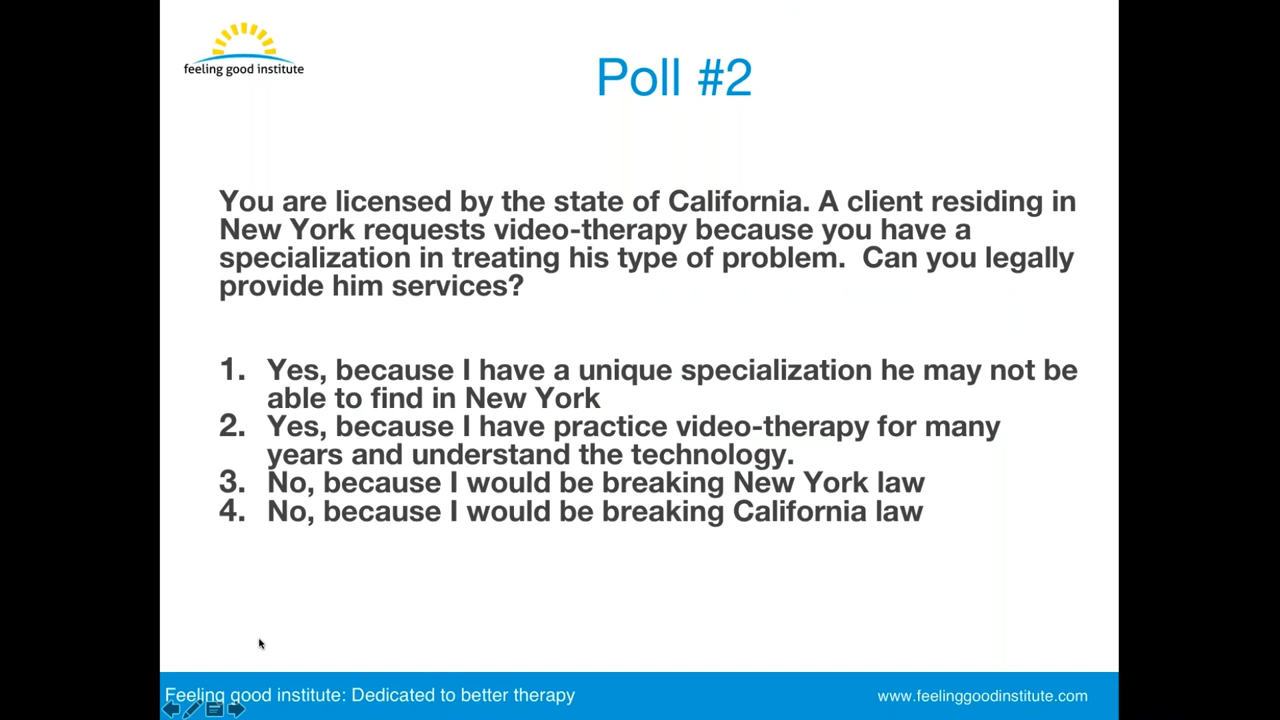 feeling good institute
Poll #2
You are licensed by the state of California. A client residing in
New York requests video-therapy because you have a
specialization in treating his type of problem.  Can you legally
provide him services?
1. Yes, because I have a unique specialization he may not be
able to find in New York
2. Yes, because I have practice video-therapy for many
years and understand the technology.
3. No, because I would be breaking New York law
4. No, because I would be breaking California law
Feeling good institute: Dedicated to better therapy
www.feelinggoodinstitute.com